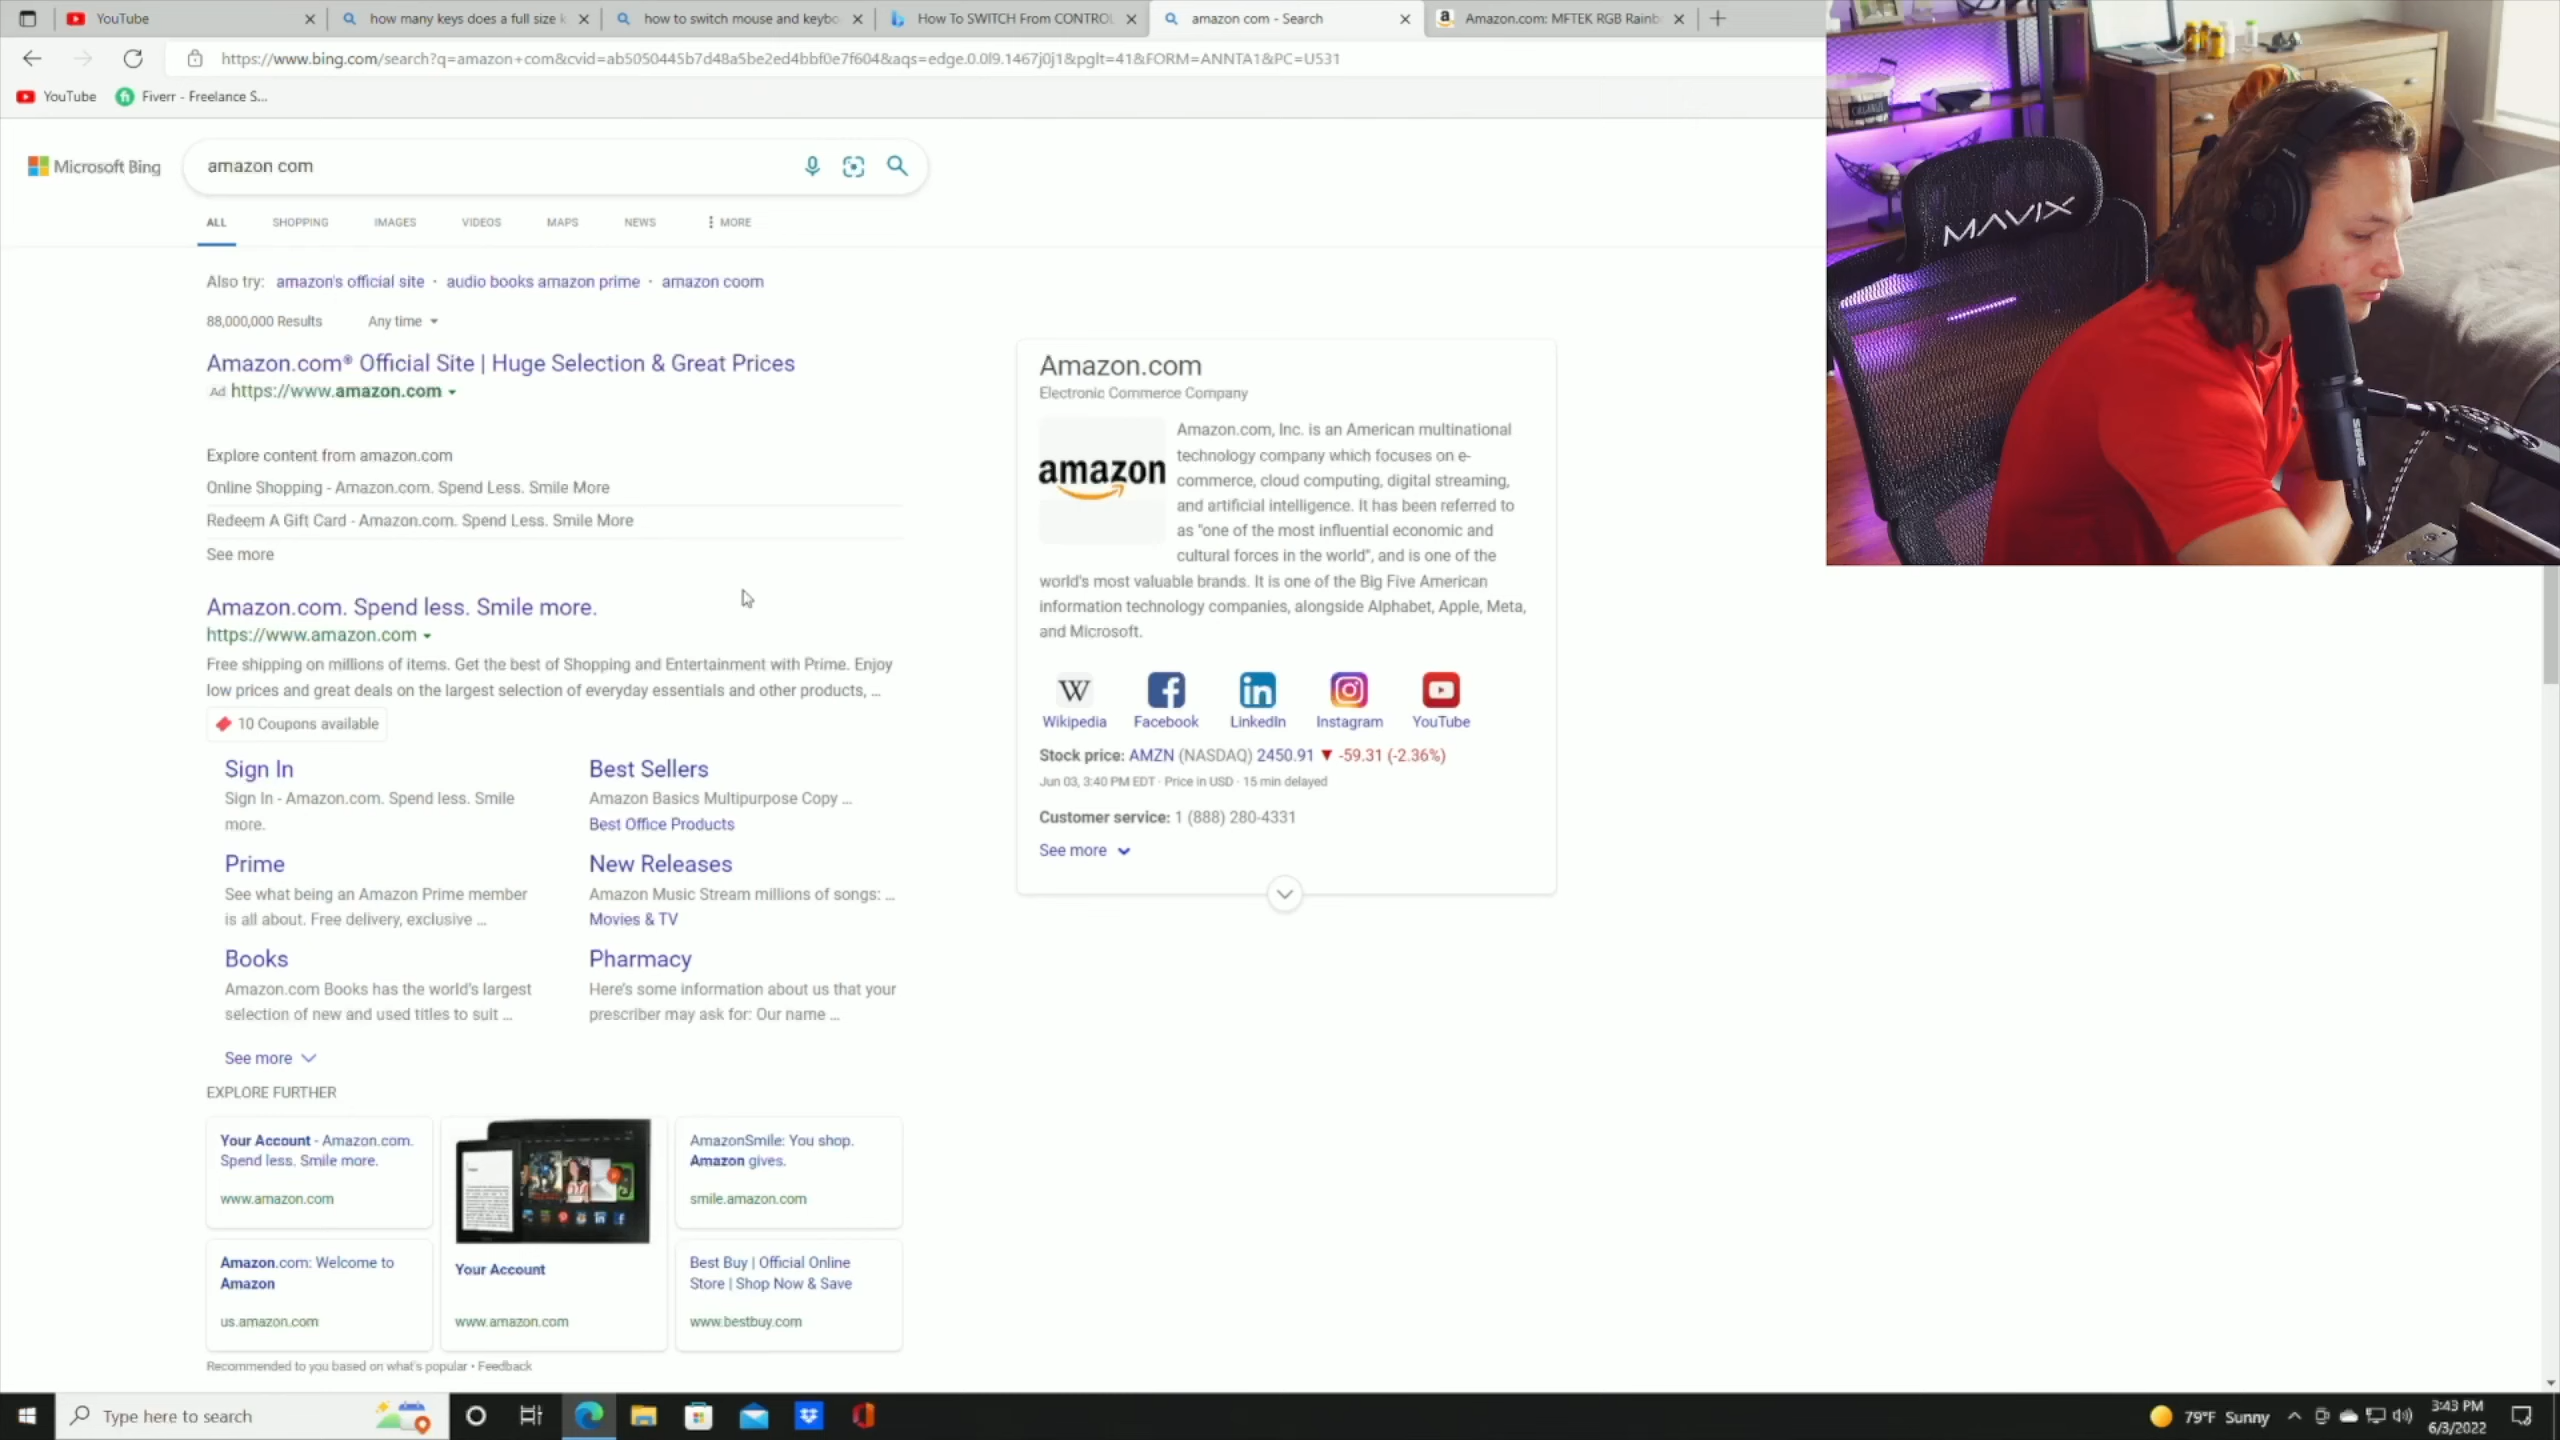 YouTube
how many keys does a full size k
how to switch mouse and keybo
How To SWITCH From CONTROL
amazon com - Search
Amazon.com: MFTEK RGB Rainb
https://www.bing.com/search?q=amazon+com&cvid=ab5050445b7d48a5be2ed4bbf0e7f604&aqs=edge.0.0l9.1467j0j1&pglt=41&FORM=ANNTA1&PC=U531
YouTube
Fiverr - Freelance S...
ORGANIZE
MAVIX
SHURE
Microsoft Bing
amazon com
ALL
SHOPPING
IMAGES
VIDEOS
MAPS
NEWS
MORE
Also try: amazon's official site · audio books amazon prime · amazon coom
88,000,000 Results
Any time
Amazon.com® Official Site | Huge Selection & Great Prices
Ad https://www.amazon.com
Explore content from amazon.com
Online Shopping - Amazon.com. Spend Less. Smile More
Redeem A Gift Card - Amazon.com. Spend Less. Smile More
See more
Amazon.com. Spend less. Smile more.
https://www.amazon.com
Free shipping on millions of items. Get the best of Shopping and Entertainment with Prime. Enjoy
low prices and great deals on the largest selection of everyday essentials and other products, ...
10 Coupons available
Sign In
Sign In - Amazon.com. Spend less. Smile
more.
Best Sellers
Amazon Basics Multipurpose Copy ...
Best Office Products
Prime
See what being an Amazon Prime member
is all about. Free delivery, exclusive ...
New Releases
Amazon Music Stream millions of songs: ...
Movies & TV
Books
Amazon.com Books has the world's largest
selection of new and used titles to suit ...
Pharmacy
Here's some information about us that your
prescriber may ask for: Our name ...
See more
EXPLORE FURTHER
Your Account - Amazon.com.
Spend less. Smile more.
www.amazon.com
Your Account
www.amazon.com
AmazonSmile: You shop.
Amazon gives.
smile.amazon.com
Amazon.com: Welcome to
Amazon
us.amazon.com
Best Buy | Official Online
Store | Shop Now & Save
www.bestbuy.com
Recommended to you based on what's popular • Feedback
Amazon.com
Electronic Commerce Company
amazon
Amazon.com, Inc. is an American multinational
technology company which focuses on e-
commerce, cloud computing, digital streaming,
and artificial intelligence. It has been referred to
as "one of the most influential economic and
cultural forces in the world", and is one of the
world's most valuable brands. It is one of the Big Five American
information technology companies, alongside Alphabet, Apple, Meta,
and Microsoft.
Wikipedia
Facebook
LinkedIn
Instagram
YouTube
Stock price: AMZN (NASDAQ) 2450.91 ▼ -59.31 (-2.36%)
Jun 03, 3:40 PM EDT · Price in USD · 15 min delayed
Customer service: 1 (888) 280-4331
See more
Type here to search
79°F Sunny
3:43 PM
6/3/2022